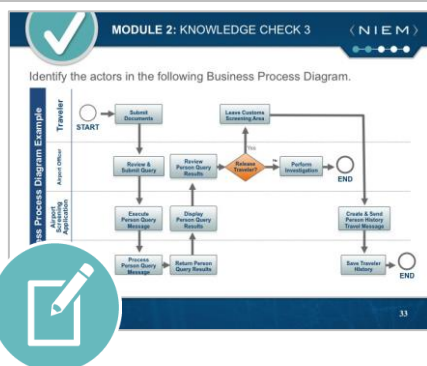 MODULE 2: KNOWLEDGE CHECK 3
⟨NIEM⟩
Identify the actors in the following Business Process Diagram.
ess Process Diagram Example
Traveler
START
Submit
Documents
Leave Customs
Screening Area
Airport Officer
Review &
Submit Query
Review
Person Query
Results
Release
Traveler?
Yes
Perform
Investigation
END
Airport
Screening
Application
Execute
Person Query
Message
Display
Person Query
Results
Create & Send
Person History
Travel Message
Process
Person Query
Message
Return Person
Query Results
Save Traveler
History
END
33